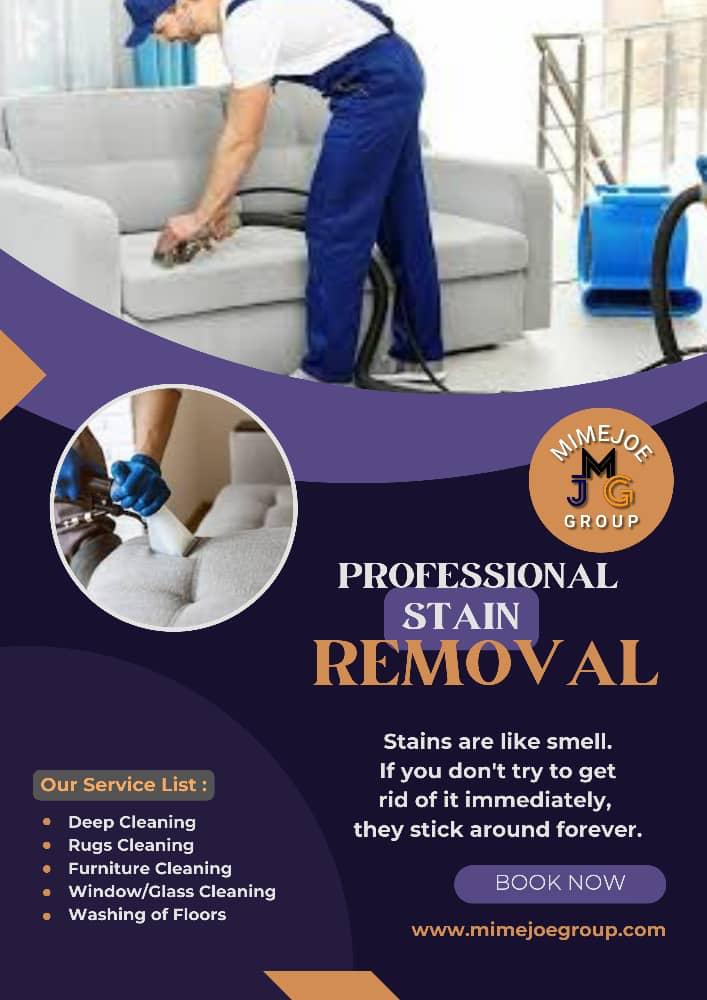 MIMEJOE
MJG
GROUP
PROFESSIONAL
STAIN
REMOVAL
Stains are like smell.
If you don't try to get
rid of it immediately,
they stick around forever.
Our Service List :
Deep Cleaning
Rugs Cleaning
Furniture Cleaning
Window/Glass Cleaning
Washing of Floors
BOOK NOW
www.mimejoegroup.com